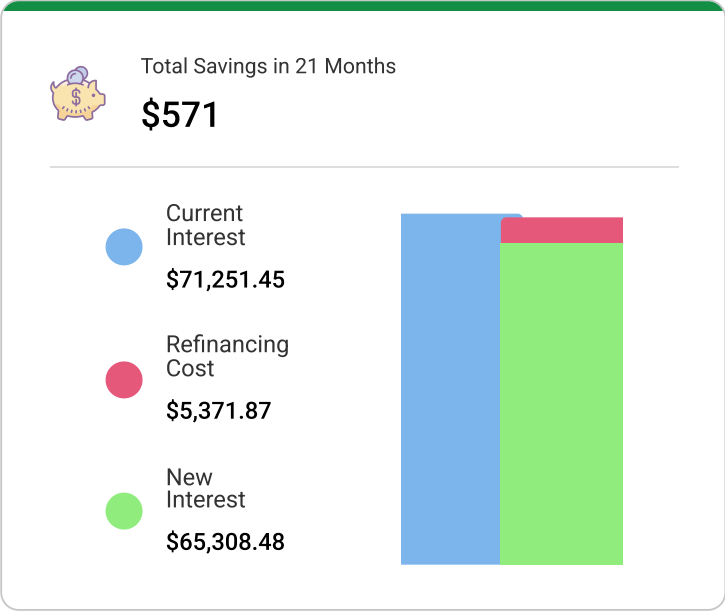 Total Savings in 21 Months
$571
$
Current
Interest
$71,251.45
Refinancing
Cost
$5,371.87
New
Interest
$65,308.48